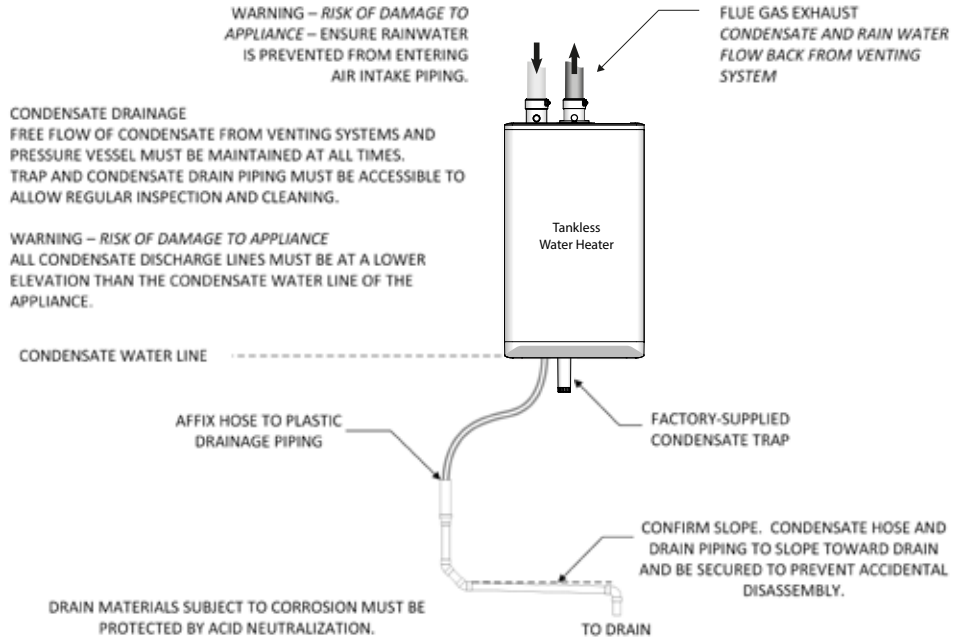 WARNING – RISK OF DAMAGE TO
APPLIANCE – ENSURE RAINWATER
IS PREVENTED FROM ENTERING
AIR INTAKE PIPING.
FLUE GAS EXHAUST
CONDENSATE AND RAIN WATER
FLOW BACK FROM VENTING
SYSTEM
CONDENSATE DRAINAGE
FREE FLOW OF CONDENSATE FROM VENTING SYSTEMS AND
PRESSURE VESSEL MUST BE MAINTAINED AT ALL TIMES.
TRAP AND CONDENSATE DRAIN PIPING MUST BE ACCESSIBLE TO
ALLOW REGULAR INSPECTION AND CLEANING.
Tankless
Water Heater
WARNING – RISK OF DAMAGE TO APPLIANCE
ALL CONDENSATE DISCHARGE LINES MUST BE AT A LOWER
ELEVATION THAN THE CONDENSATE WATER LINE OF THE
APPLIANCE.
CONDENSATE WATER LINE
AFFIX HOSE TO PLASTIC
DRAINAGE PIPING
FACTORY-SUPPLIED
CONDENSATE TRAP
CONFIRM SLOPE. CONDENSATE HOSE AND
DRAIN PIPING TO SLOPE TOWARD DRAIN
AND BE SECURED TO PREVENT ACCIDENTAL
DISASSEMBLY.
DRAIN MATERIALS SUBJECT TO CORROSION MUST BE
PROTECTED BY ACID NEUTRALIZATION.
TO DRAIN